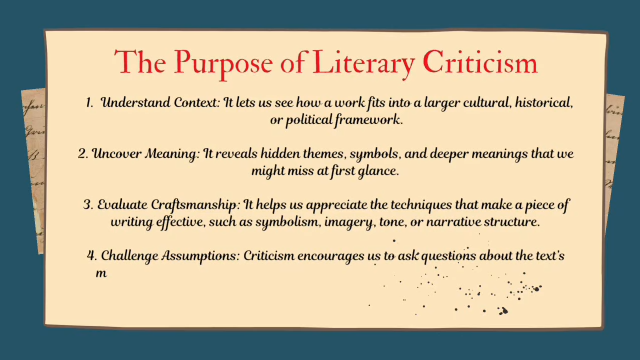 The Purpose of Literary Criticism
1. Understand Context: It lets us see how a work fits into a larger cultural, historical,
or political framework.
2. Uncover Meaning: It reveals hidden themes, symbols, and deeper meanings that we
might miss at first glance.
3. Evaluate Craftsmanship: It helps us appreciate the techniques that make a piece of
writing effective, such as symbolism, imagery, tone, or narrative structure.
4. Challenge Assumptions: Criticism encourages us to ask questions about the text's
m